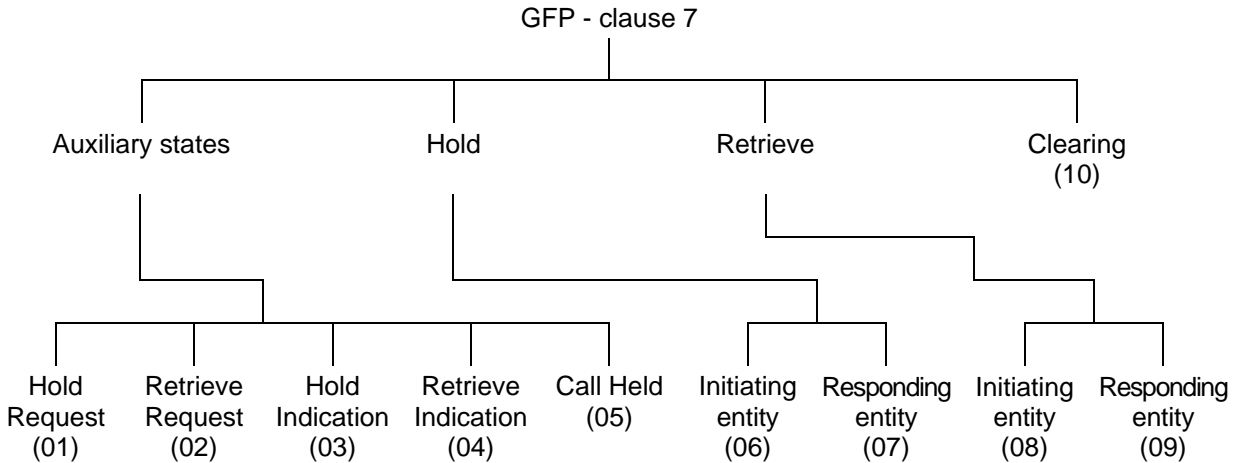 GFP - clause 7
Auxiliary states
Hold
Retrieve
Clearing
(10)
Hold
Request
(01)
Retrieve
Request
(02)
Hold
Indication
(03)
Retrieve
Indication
(04)
Call Held
(05)
Initiating
entity
(06)
Responding
entity
(07)
Initiating
entity
(08)
Responding
entity
(09)